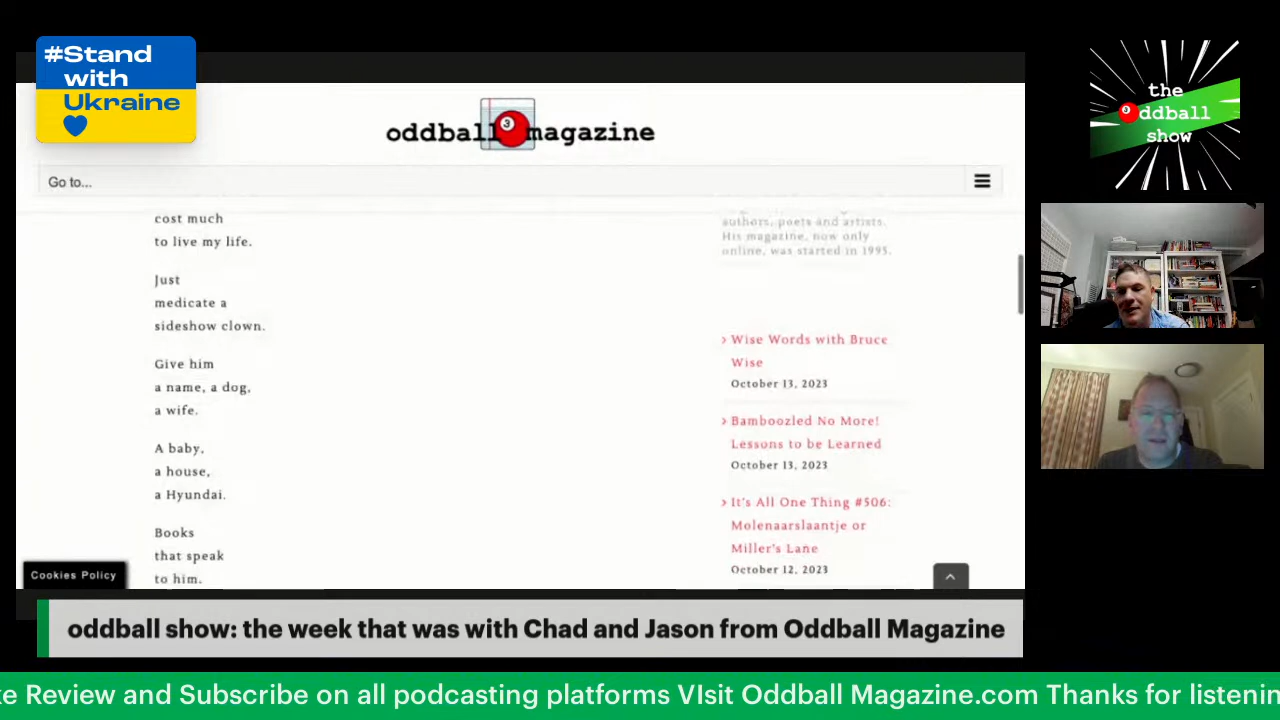 #Stand
with
Ukraine
oddball magazine
3
Go to...
cost much
to live my life.
Just
medicate a
sideshow clown.
Give him
a name, a dog,
a wife.
A baby,
a house,
a Hyundai.
Books
that speak
to him.
authors, poets and artists.
His magazine, now only
online, was started in 1995.
› Wise Words with Bruce
Wise
October 13, 2023
› Bamboozled No More!
Lessons to be Learned
October 13, 2023
› It's All One Thing #506:
Molenaarslaantje or
Miller's Lane
October 12, 2023
Cookies Policy
the
3ddball
show
oddball show: the week that was with Chad and Jason from Oddball Magazine
ke Review and Subscribe on all podcasting platforms VIsit Oddball Magazine.com Thanks for listenin